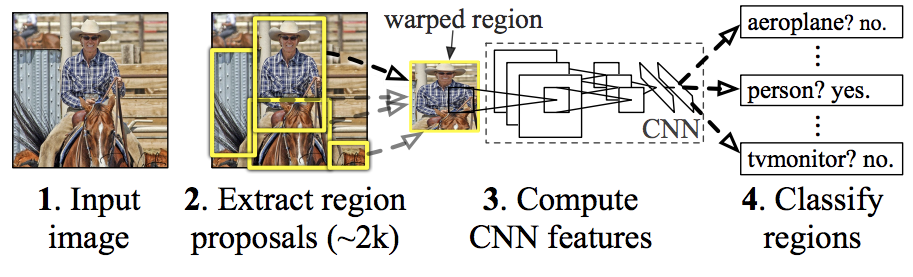 warped region
aeroplane? no.
⋮
person? yes.
⋮
tvmonitor? no.
CNN
1. Input
image
2. Extract region
proposals (~2k)
3. Compute
CNN features
4. Classify
regions